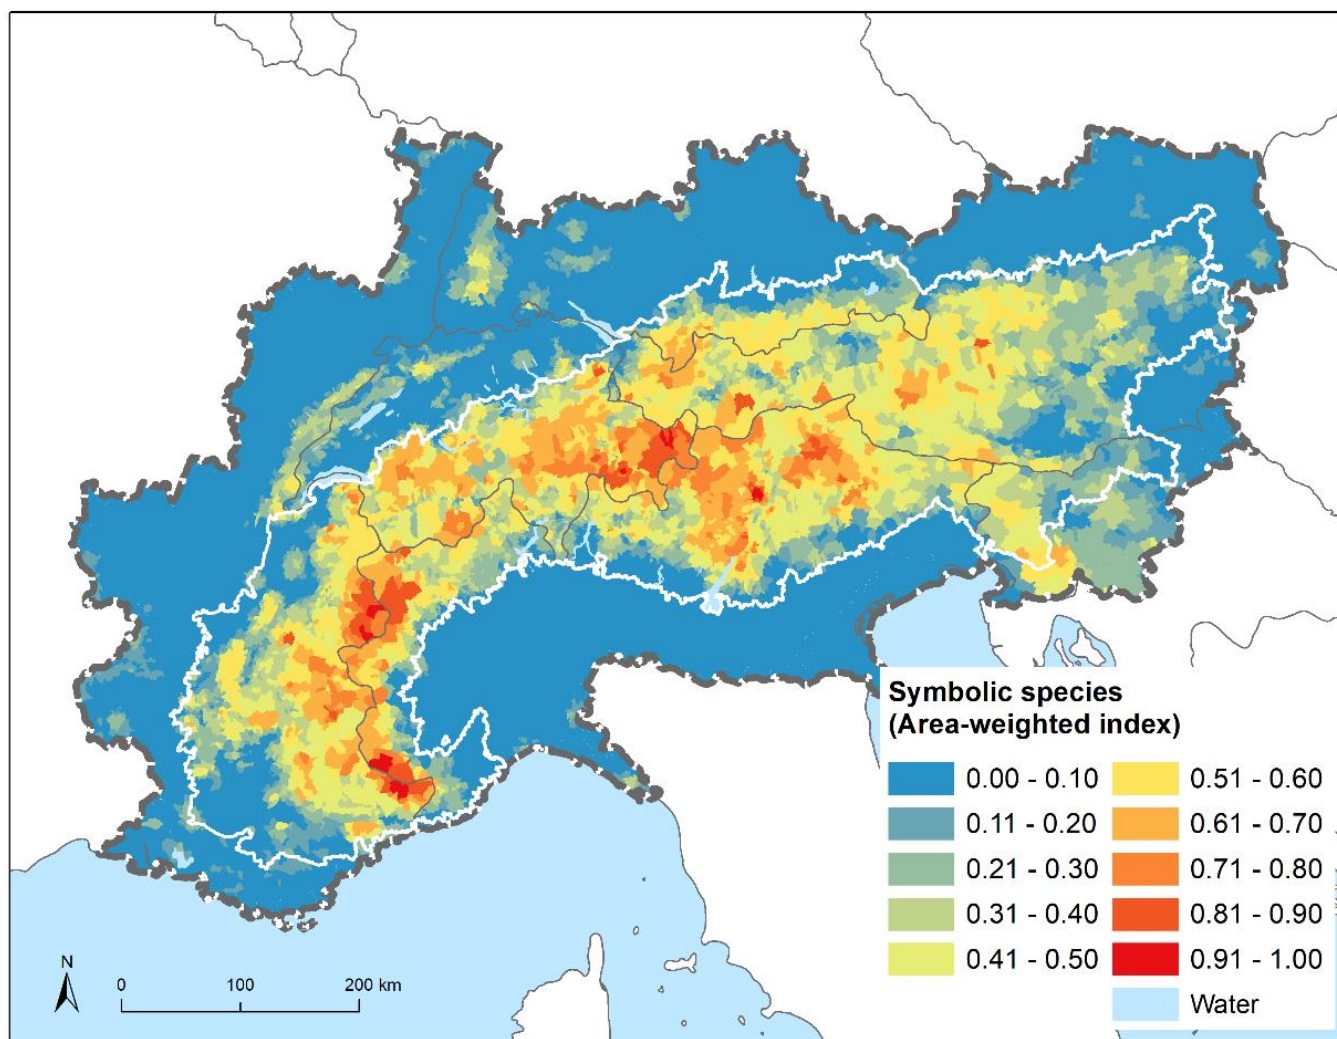 Symbolic species
(Area-weighted index)
0.00 - 0.10
0.51 - 0.60
0.11 - 0.20
0.61 - 0.70
0.21 - 0.30
0.71 - 0.80
0.31 - 0.40
0.81 - 0.90
0.41 - 0.50
0.91 - 1.00
Water
N
0 100 200 km